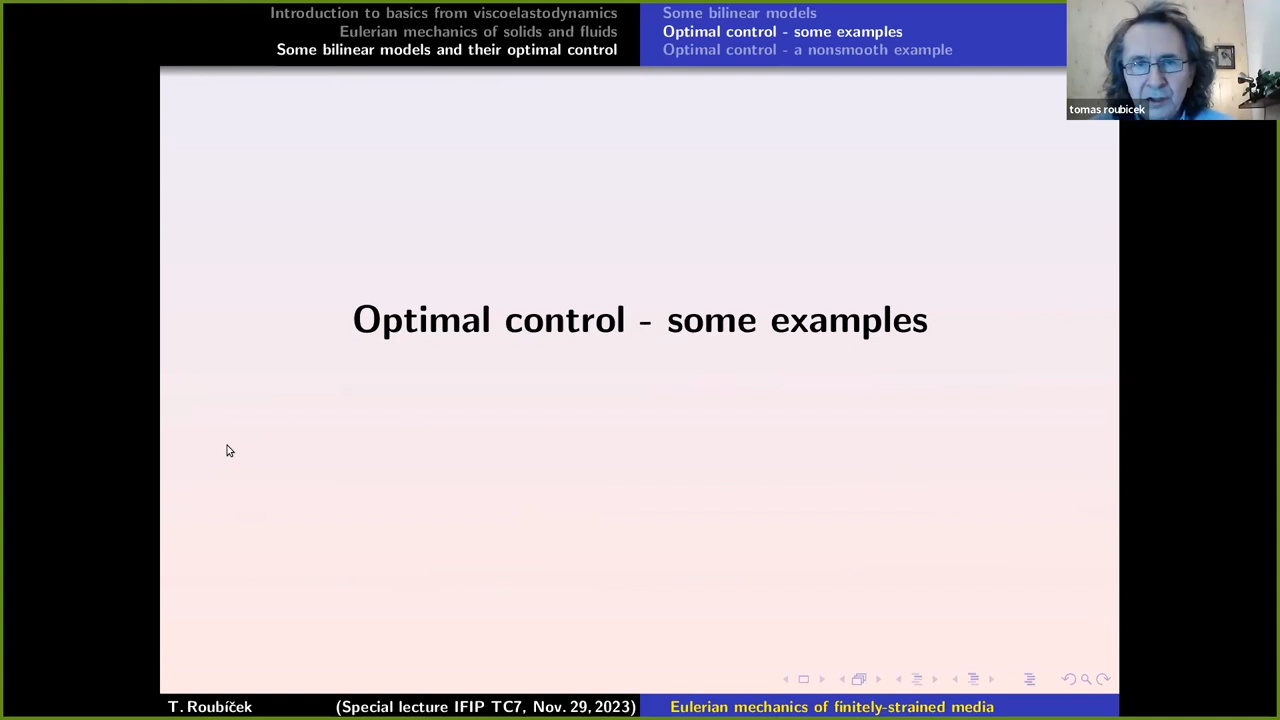 Introduction to basics from viscoelastodynamics
Eulerian mechanics of solids and fluids
Some bilinear models and their optimal control
Some bilinear models
Optimal control - some examples
Optimal control - a nonsmooth example
tomas roubicek
Optimal control - some examples
T. Roubíček
(Special lecture IFIP TC7, Nov. 29, 2023)
Eulerian mechanics of finitely-strained media